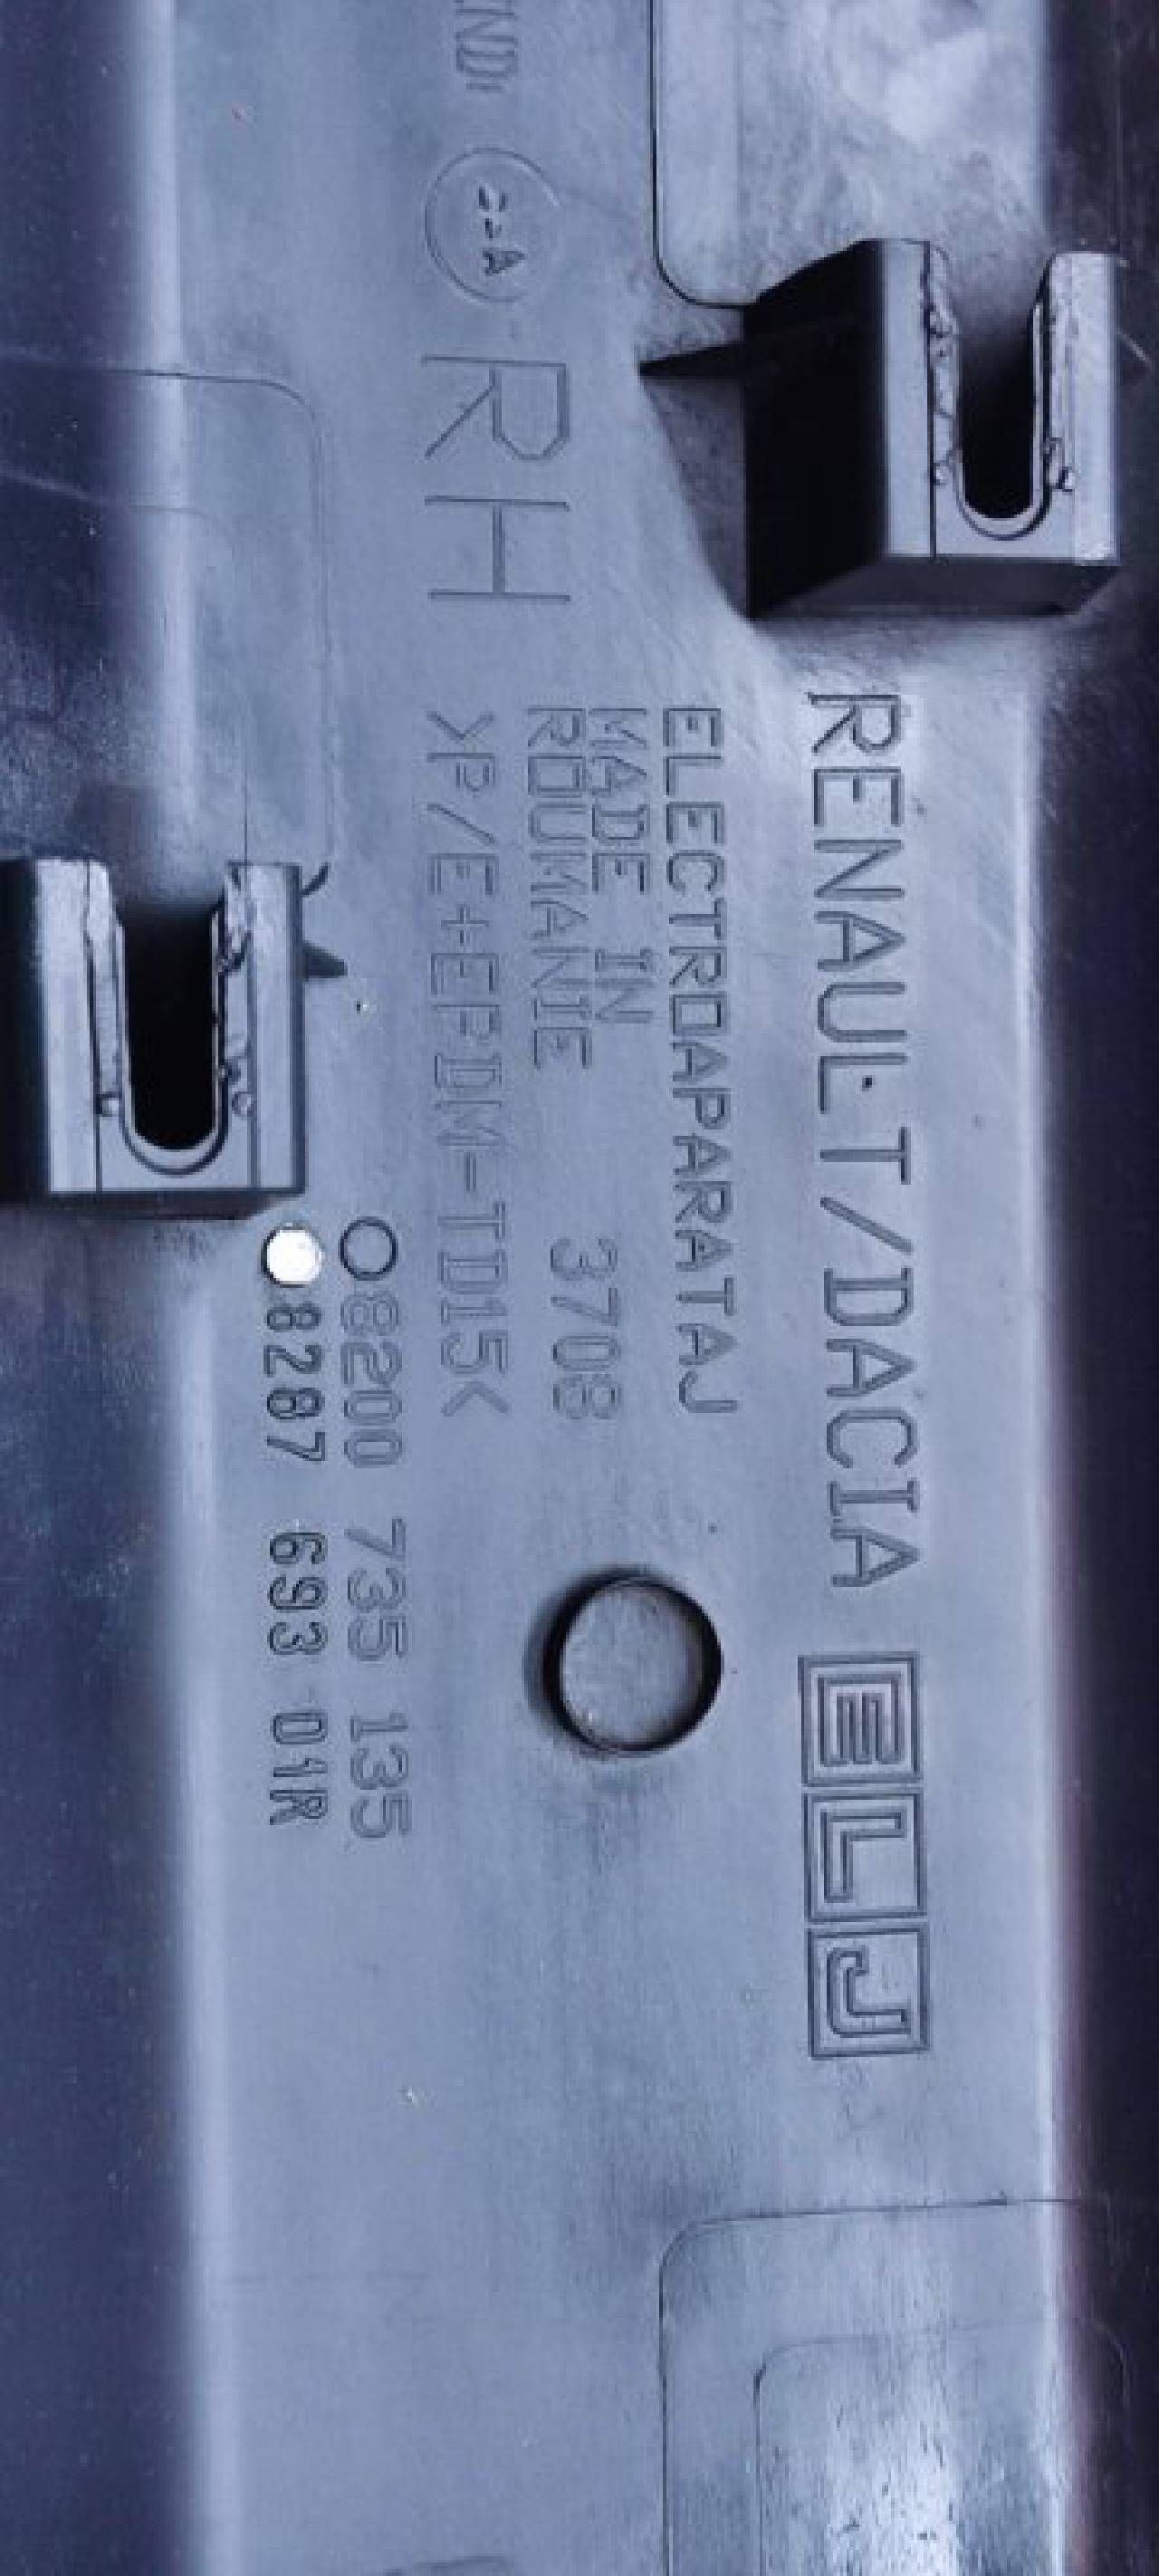 RENAULT/DACIA ELJ
ELECTROAPARATAJ
MADE IN
ROUMANIE 3708
RH >P/E+EPDM-TD15<
8200 735 135
8287 693 01R